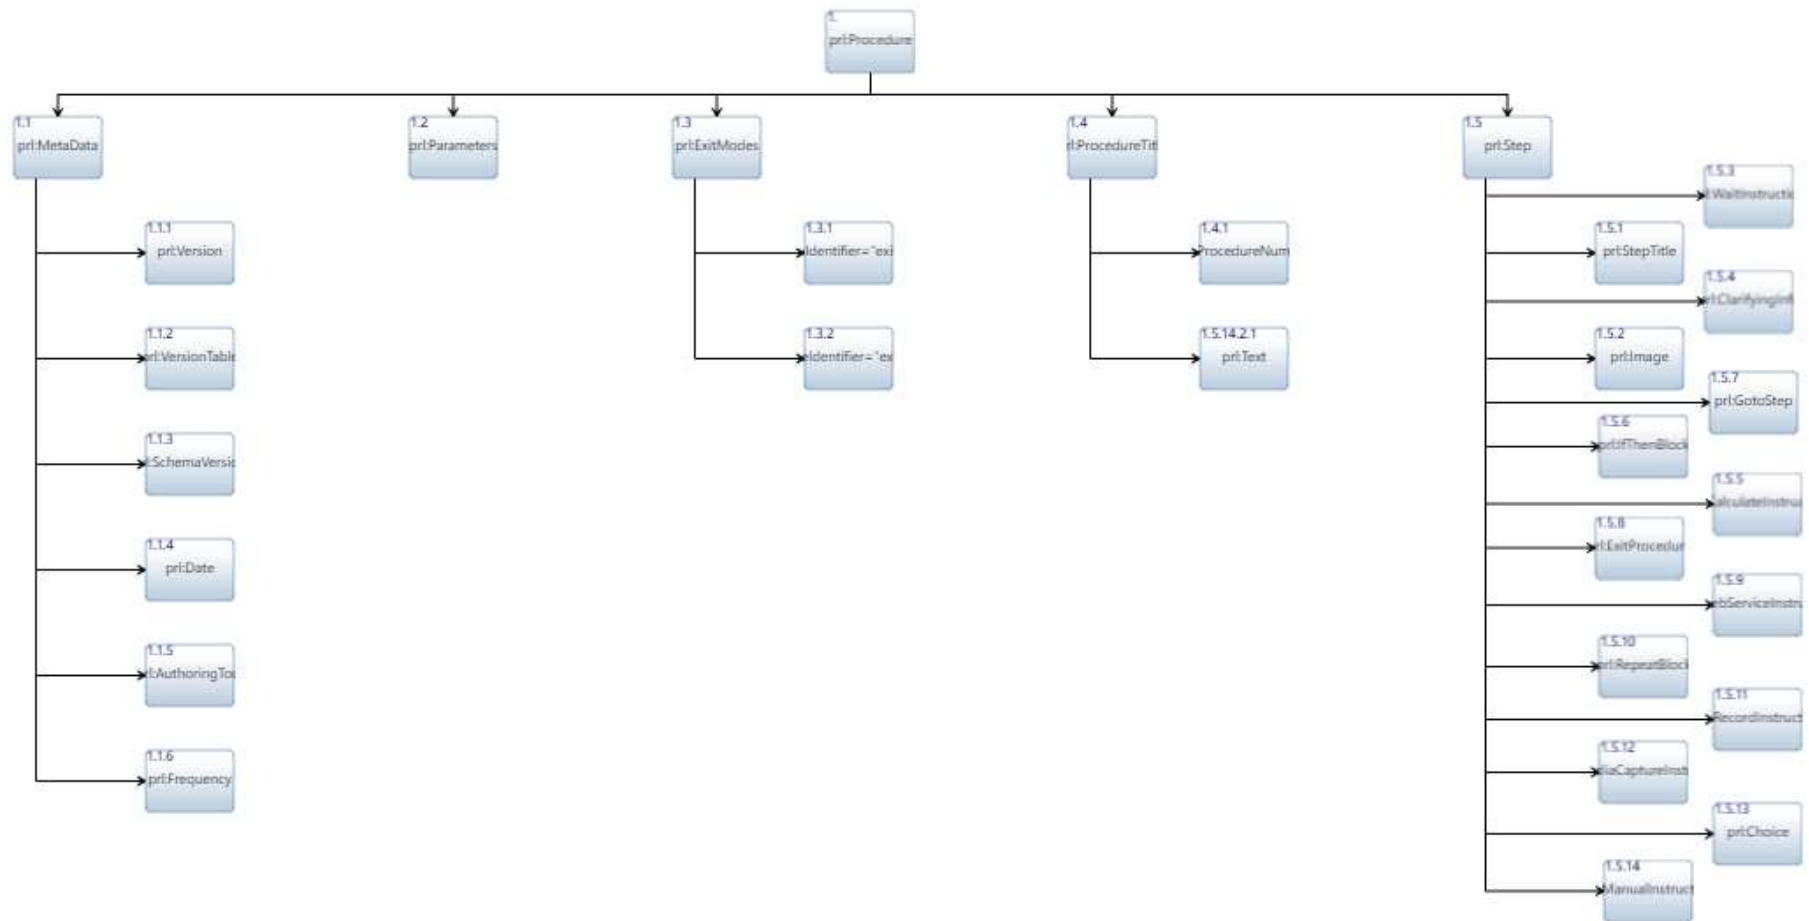 1.
prl:Procedure
1.1
prl:MetaData
1.2
prl:Parameters
1.3
prl:ExitModes
1.4
rl:ProcedureTitl
1.5
prl:Step
1.1.1
prl:Version
1.1.2
prl:VersionTable
1.1.3
l:SchemaVersio
1.1.4
prl:Date
1.1.5
rl:AuthoringToo
1.1.6
prl:Frequency
1.3.1
Identifier="exi
1.3.2
eIdentifier="ex
1.4.1
ProcedureNum
1.5.14.2.1
prl:Text
1.5.3
l:WaitInstructio
1.5.1
prl:StepTitle
1.5.4
rl:ClarifyingInf
1.5.2
prl:Image
1.5.7
prl:GotoStep
1.5.6
prl:IfThenBlock
1.5.5
alculateInstruc
1.5.8
rl:ExitProcedur
1.5.9
ebServiceInstru
1.5.10
prl:RepeatBlock
1.5.11
RecordInstruct
1.5.12
diaCaptureInst
1.5.13
prl:Choice
1.5.14
ManualInstruct